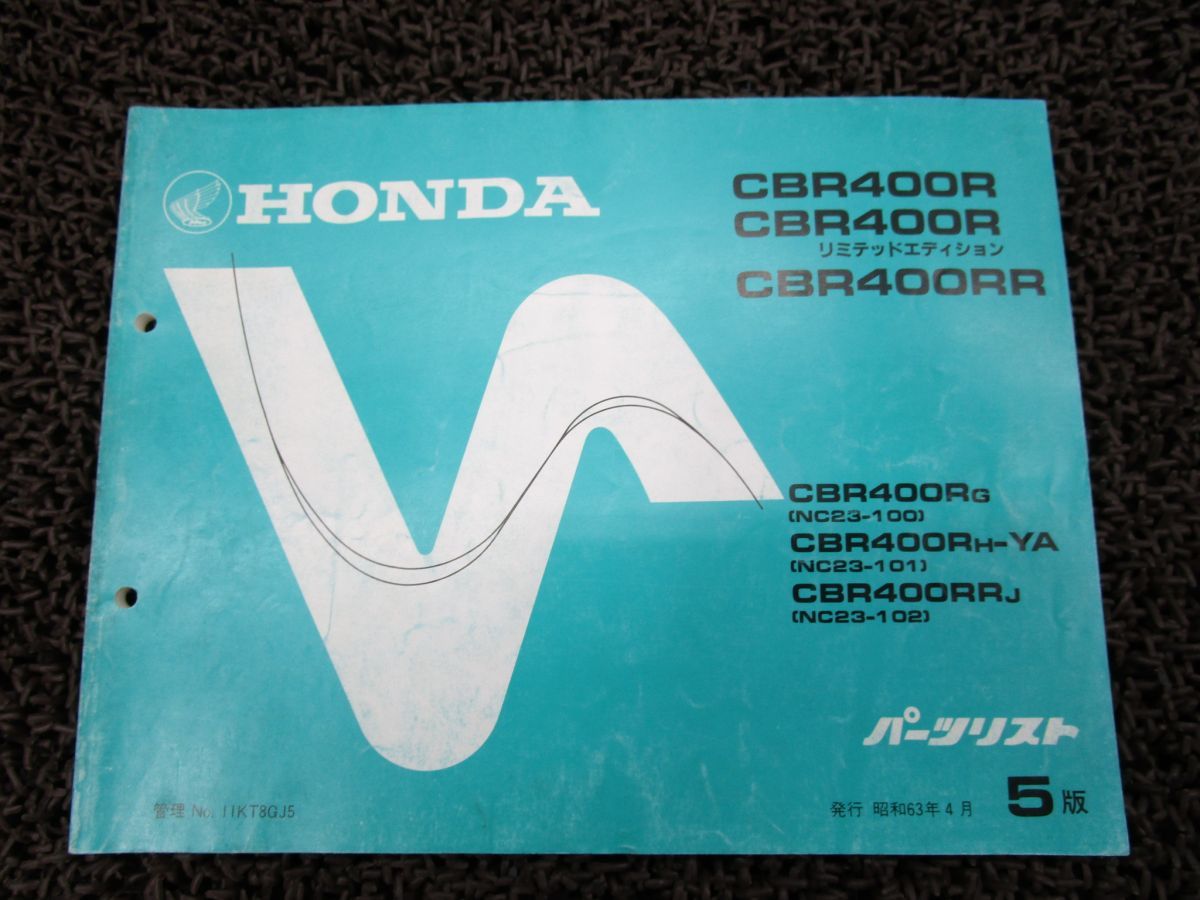 HONDA
CBR400R
CBR400R
リミテッドエディション
CBR400RR
CBR400RG
(NC23-100)
CBR400RH-YA
(NC23-101)
CBR400RRJ
(NC23-102)
パーツリスト
管理 No. 11KT8GJ5
発行 昭和63年4月 5版